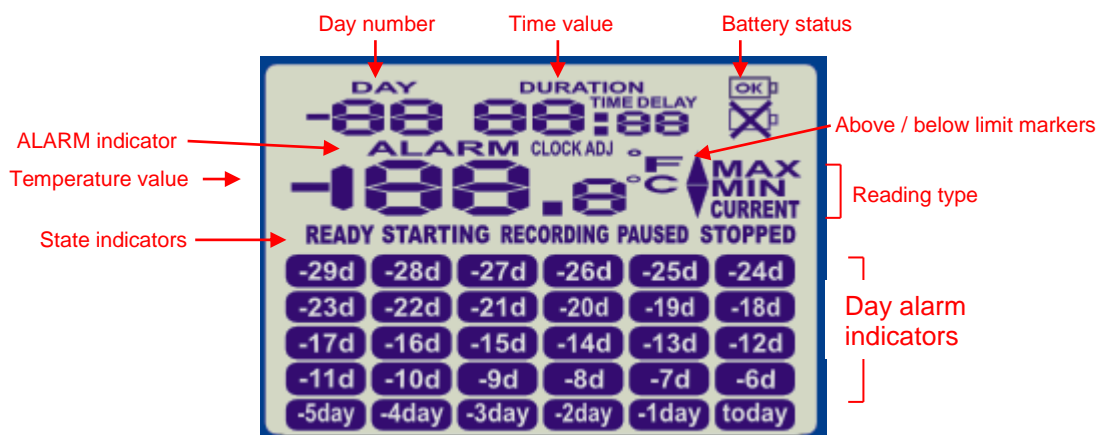 Day number Time value Battery status
DAY DURATION OK
-88 88:88 TIME DELAY
ALARM indicator ALARM CLOCK ADJ °F Above / below limit markers
Temperature value -188.8 °C MAX
MIN Reading type
CURRENT
State indicators READY STARTING RECORDING PAUSED STOPPED
-29d -28d -27d -26d -25d -24d
-23d -22d -21d -20d -19d -18d
Day alarm
indicators
-17d -16d -15d -14d -13d -12d
-11d -10d -9d -8d -7d -6d
-5day -4day -3day -2day -1day today